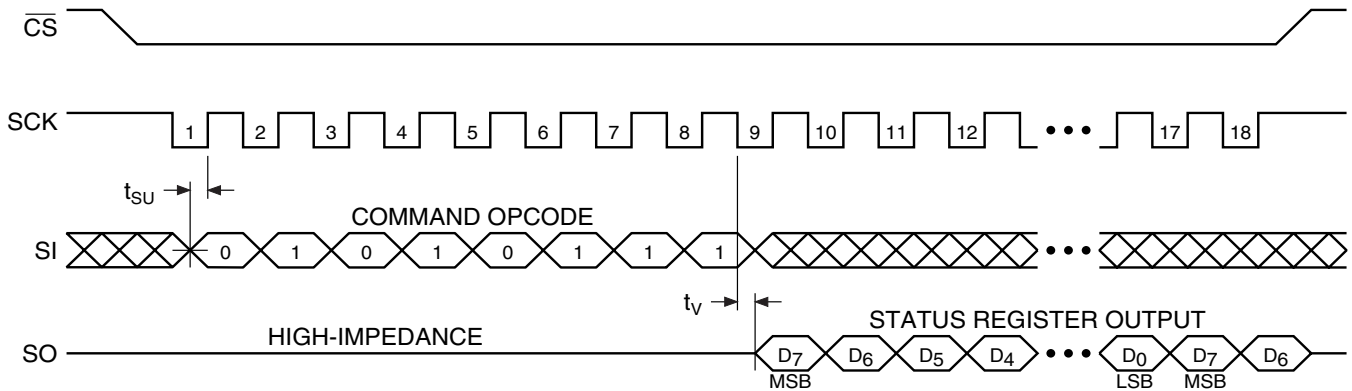 CS
SCK
1 2 3 4 5 6 7 8 9 10 11 12 ••• 17 18
tSU
COMMAND OPCODE
SI
0 1 0 1 0 1 1 1 •••
tV
HIGH-IMPEDANCE
STATUS REGISTER OUTPUT
SO
D7 D6 D5 D4 ••• D0 D7 D6
MSB LSB MSB